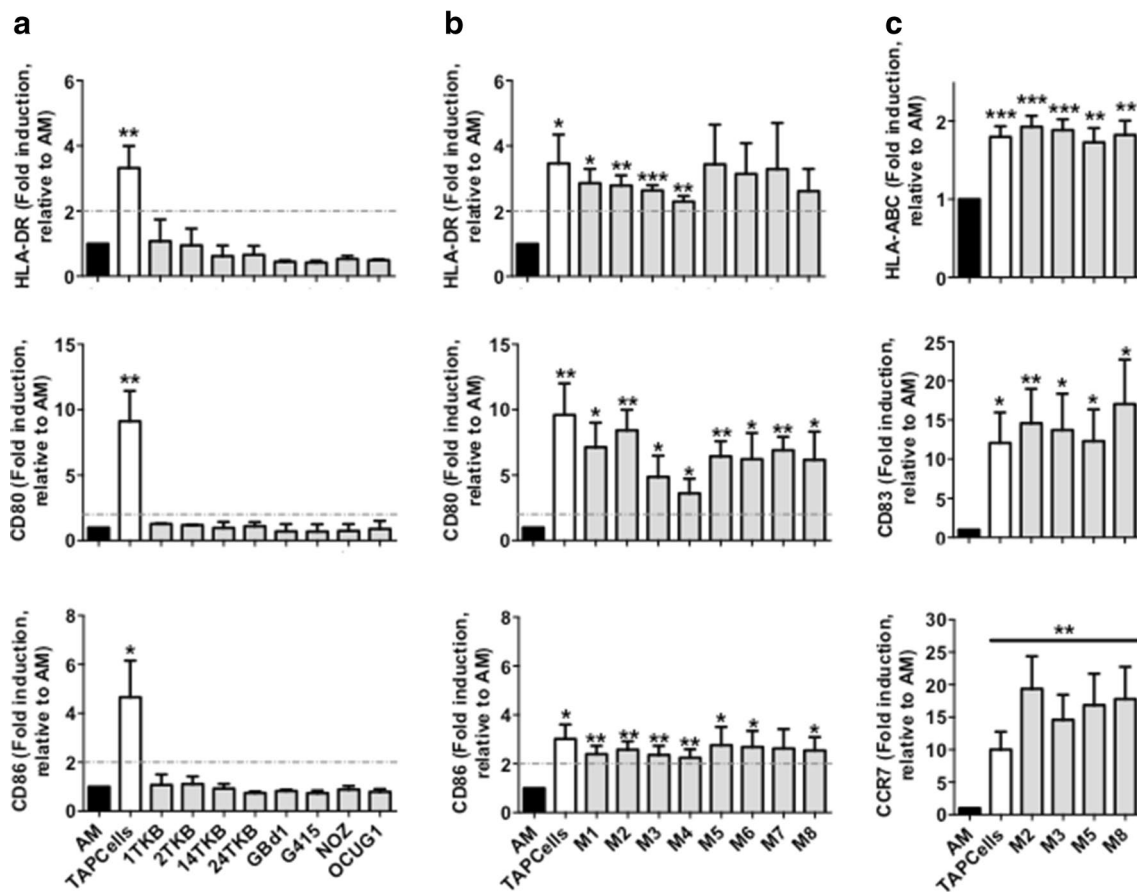 a
HLA-DR (Fold induction,
relative to AM)
6
4
2
0
**
CD80 (Fold induction,
relative to AM)
15
10
5
0
**
CD86 (Fold induction,
relative to AM)
8
6
4
2
0
*
AM
TAPCells
1TKB
2TKB
14TKB
24TKB
GBd1
G415
NOZ
OCUG1
b
HLA-DR (Fold induction,
relative to AM)
6
4
2
0
* * ** *** **
CD80 (Fold induction,
relative to AM)
15
10
5
0
** * ** * * ** * ** *
CD86 (Fold induction,
relative to AM)
8
6
4
2
0
* ** ** ** ** * * *
AM
TAPCells
M1
M2
M3
M4
M5
M6
M7
M8
c
HLA-ABC (Fold induction,
relative to AM)
2
1
0
*** *** *** ** **
CD83 (Fold induction,
relative to AM)
25
20
15
10
5
0
* ** * * *
CCR7 (Fold induction,
relative to AM)
30
25
20
15
10
5
0
**
AM
TAPCells
M2
M3
M5
M8